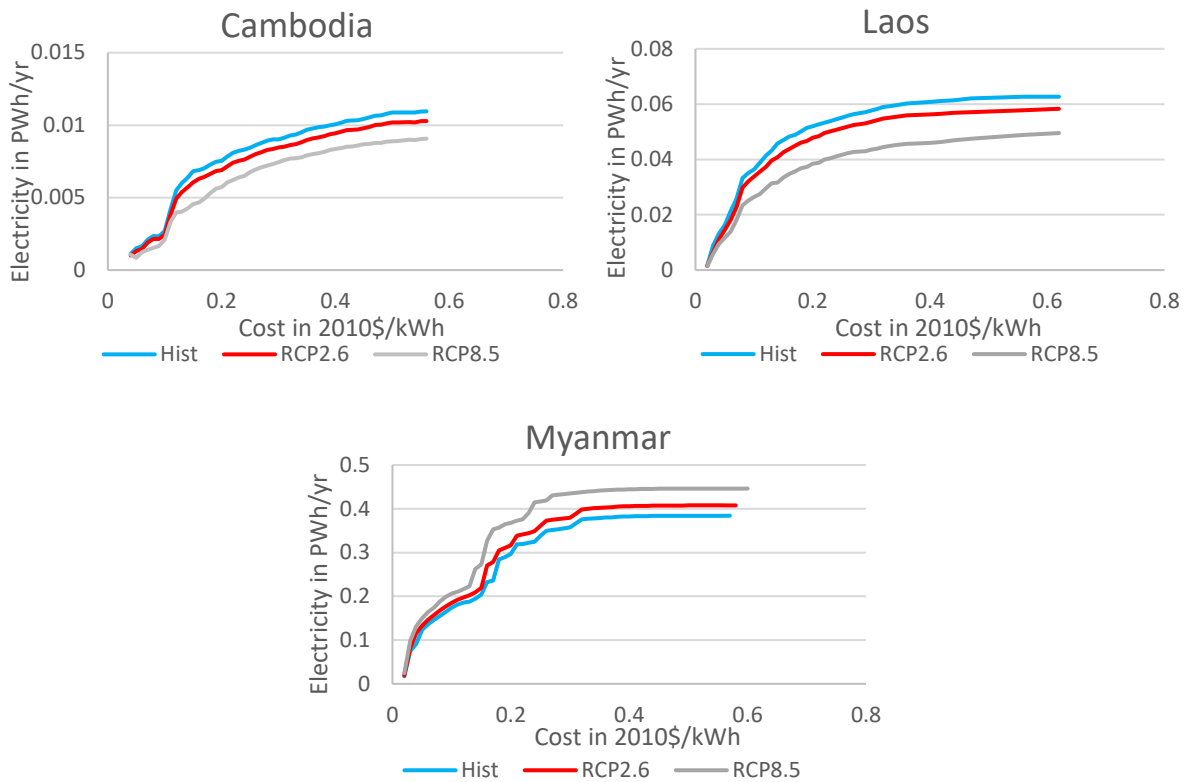 Cambodia
Electricity in PWh/yr
0.015
0.01
0.005
0
0 0.2 0.4 0.6 0.8
Cost in 2010$/kWh
Hist RCP2.6 RCP8.5
Laos
Electricity in PWh/yr
0.08
0.06
0.04
0.02
0
0 0.2 0.4 0.6 0.8
Cost in 2010$/kWh
Hist RCP2.6 RCP8.5
Myanmar
Electricity in PWh/yr
0.5
0.4
0.3
0.2
0.1
0
0 0.2 0.4 0.6 0.8
Cost in 2010$/kWh
Hist RCP2.6 RCP8.5